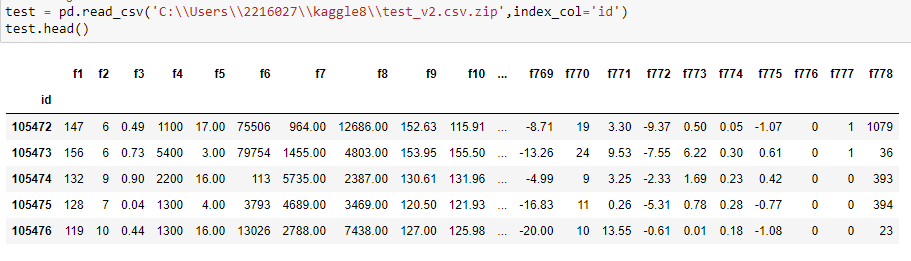 test = pd.read_csv('C:\\Users\\2216027\\kaggle8\\test_v2.csv.zip',index_col='id')
test.head()
f1 f2 f3 f4 f5 f6 f7 f8 f9 f10 ... f769 f770 f771 f772 f773 f774 f775 f776 f777 f778
id
105472 147 6 0.49 1100 17.00 75506 964.00 12686.00 152.63 115.91 ... -8.71 19 3.30 -9.37 0.50 0.05 -1.07 0 1 1079
105473 156 6 0.73 5400 3.00 79754 1455.00 4803.00 153.95 155.50 ... -13.26 24 9.53 -7.55 6.22 0.30 0.61 0 1 36
105474 132 9 0.90 2200 16.00 113 5735.00 2387.00 130.61 131.96 ... -4.99 9 3.25 -2.33 1.69 0.23 0.42 0 0 393
105475 128 7 0.04 1300 4.00 3793 4689.00 3469.00 120.50 121.93 ... -16.83 11 0.26 -5.31 0.78 0.28 -0.77 0 0 394
105476 119 10 0.44 1300 16.00 13026 2788.00 7438.00 127.00 125.98 ... -20.00 10 13.55 -0.61 0.01 0.18 -1.08 0 0 23